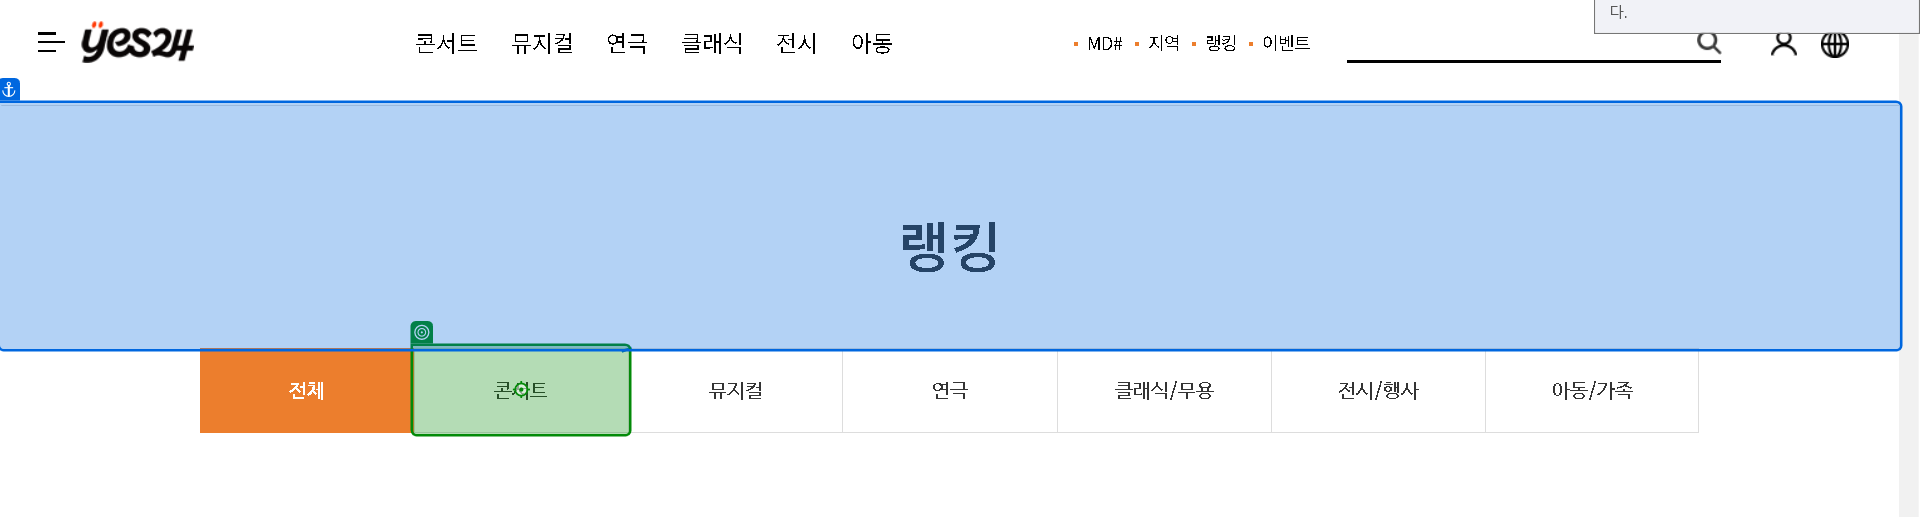 다.
yes24 콘서트 뮤지컬 연극 클래식 전시 아동 MD# 지역 랭킹 이벤트
랭킹
전체 콘서트 뮤지컬 연극 클래식/무용 전시/행사 아동/가족